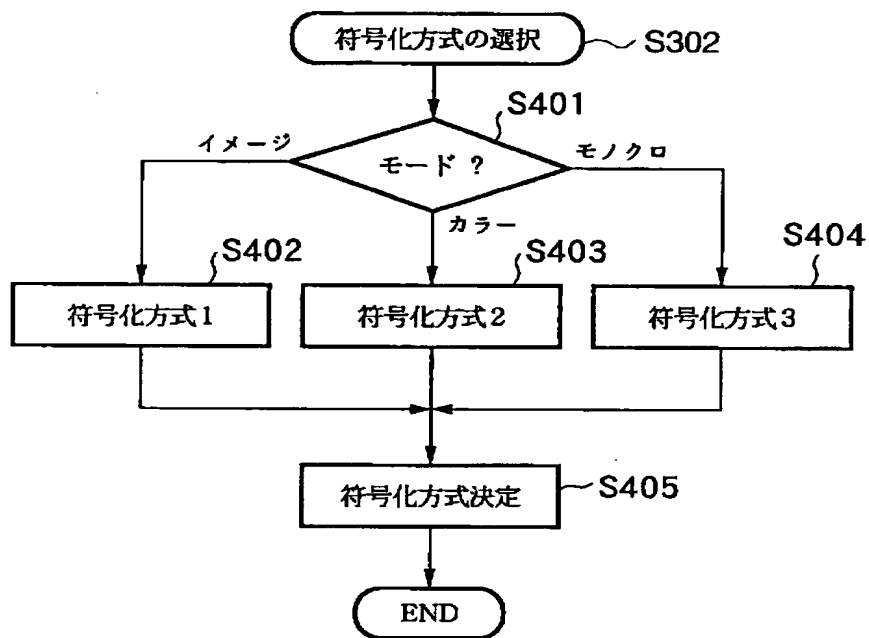 符号化方式の選択
S302
S401
イメージ
モード ?
モノクロ
カラー
S402
S403
S404
符号化方式1
符号化方式2
符号化方式3
符号化方式決定
S405
END